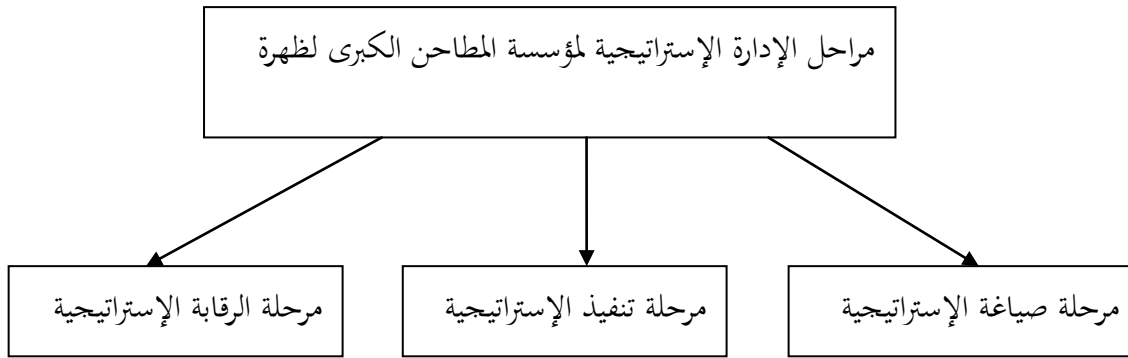 مراحل الإدارة الإستراتيجية لمؤسسة المطاحن الكبرى لظهرة
مرحلة صياغة الإستراتيجية
مرحلة تنفيذ الإستراتيجية
مرحلة الرقابة الإستراتيجية